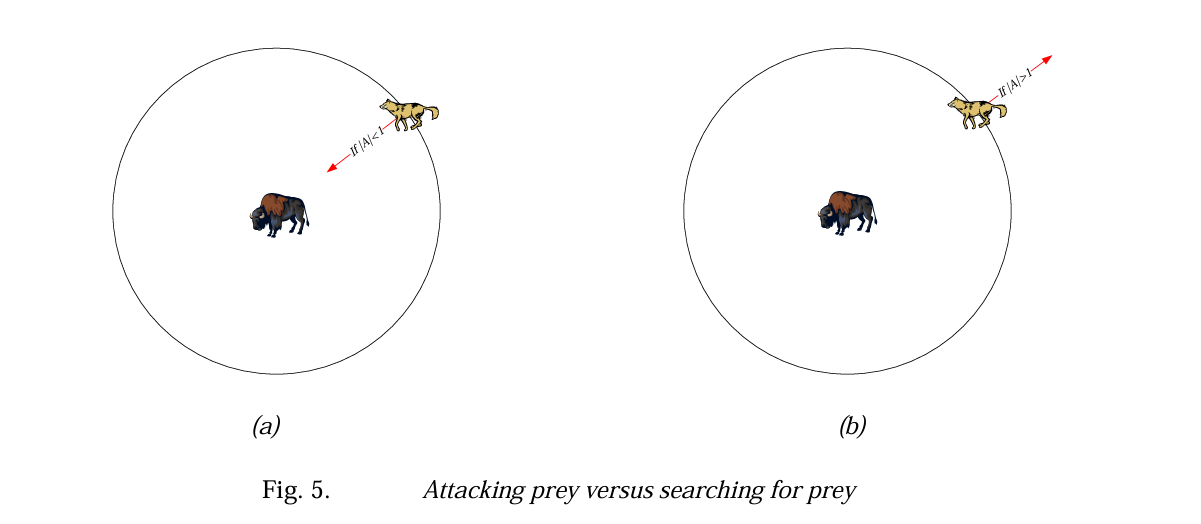 If |A|<1
If |A|>1
(a)
(b)
Fig. 5. Attacking prey versus searching for prey